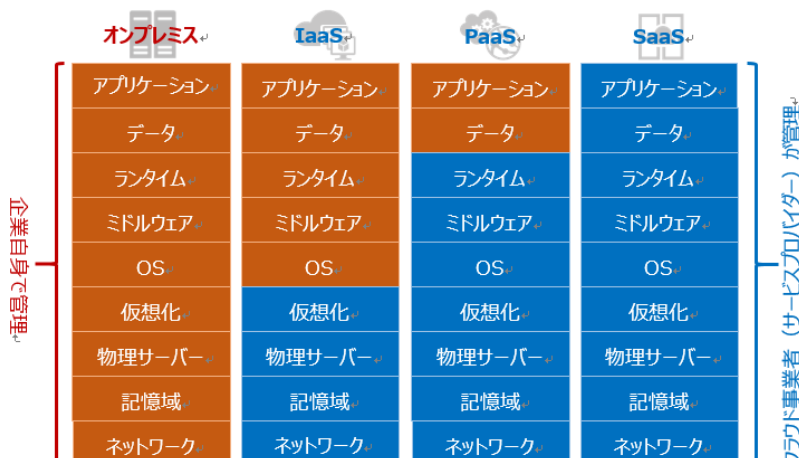 オンプレミス IaaS PaaS SaaS
アプリケーション アプリケーション アプリケーション アプリケーション
データ データ データ データ
ランタイム ランタイム ランタイム ランタイム
ミドルウェア ミドルウェア ミドルウェア ミドルウェア
OS OS OS OS
仮想化 仮想化 仮想化 仮想化
物理サーバー 物理サーバー 物理サーバー 物理サーバー
記憶域 記憶域 記憶域 記憶域
ネットワーク ネットワーク ネットワーク ネットワーク
企業自身で管理
クラウド事業者（サービスプロバイダー）が管理